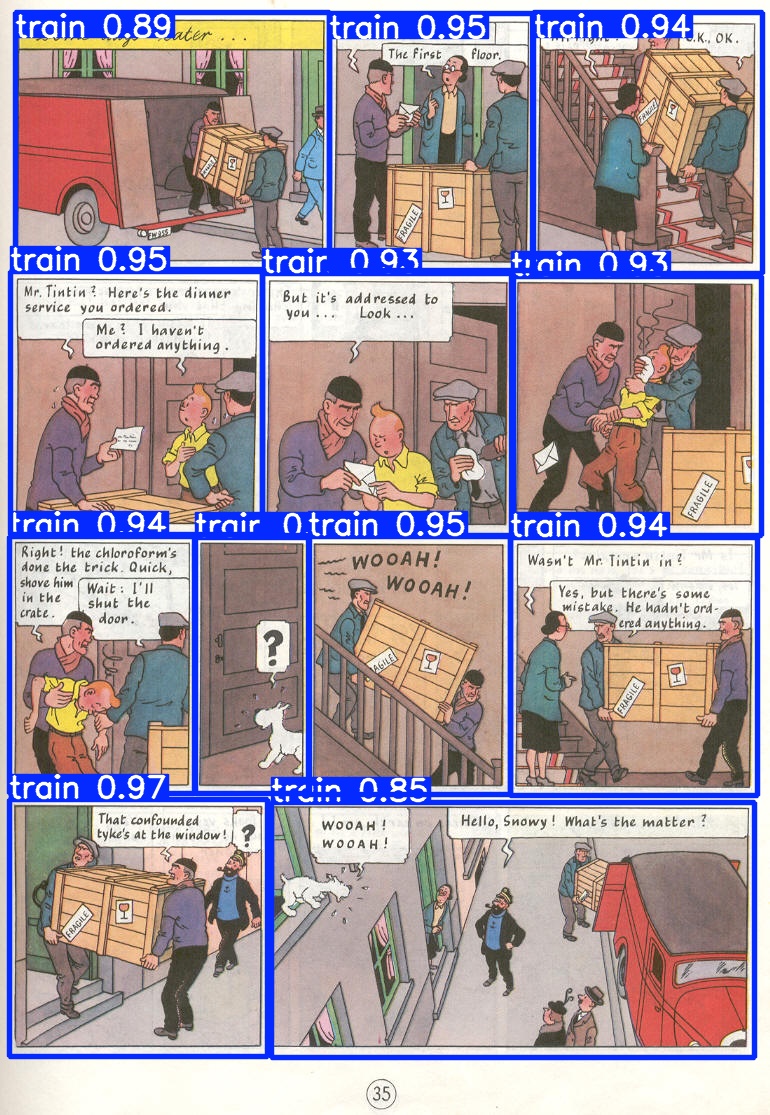 train 0.89
later ...
FRAGILE
train 0.95
The first floor.
FRAGILE
train 0.94
O.K., OK.
FRAGILE
train 0.95
Mr. Tintin? Here's the dinner
service you ordered.
Me? I haven't
ordered anything.
0.93
But it's addressed to
you ... Look ...
0.93
FRAGILE
train 0.94
Right! the chloroform's
done the trick. Quick,
shove him
in the
crate.
Wait: I'll
shut the
door.
?
train 0.95
WOOAH!
WOOAH!
train 0.94
Wasn't Mr. Tintin in?
Yes, but there's some
mistake. He hadn't ord-
ered anything.
FRAGILE
train 0.97
That confounded
tyke's at the window!
?
FRAGILE
train 0.85
WOOAH!
WOOAH!
Hello, Snowy! What's the matter?
35